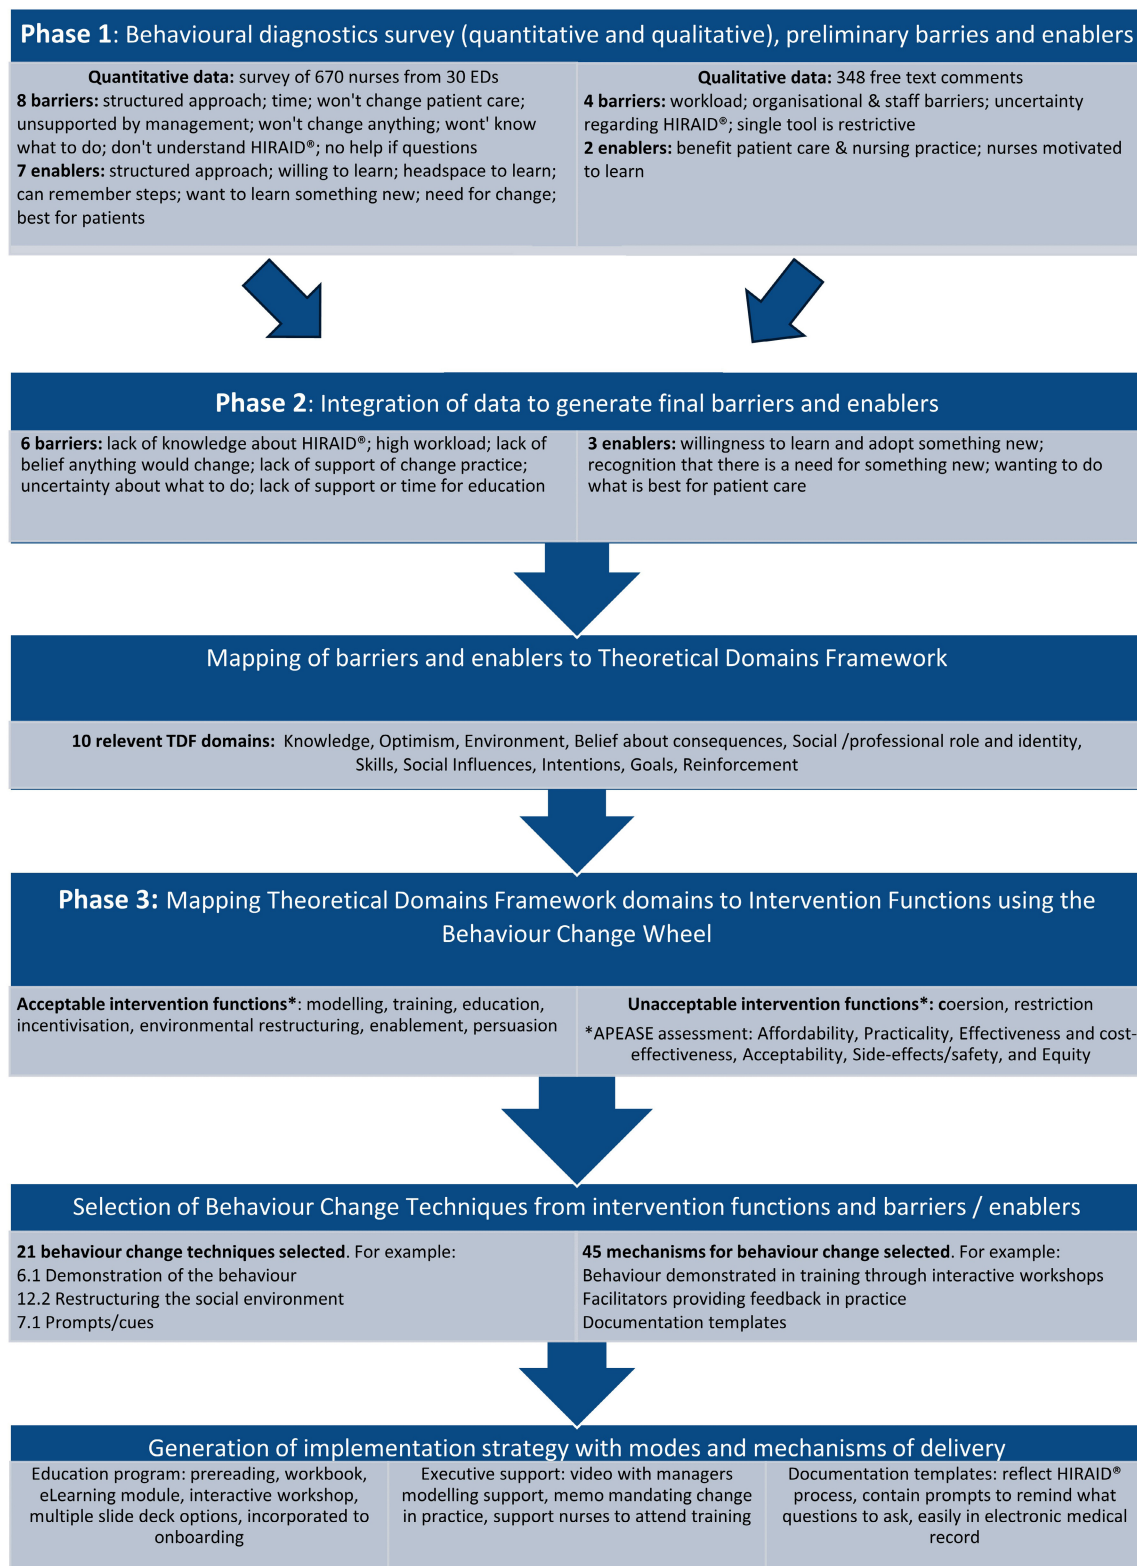 Phase 1: Behavioural diagnostics survey (quantitative and qualitative), preliminary barries and enablers
Quantitative data: survey of 670 nurses from 30 EDs
8 barriers: structured approach; time; won't change patient care;
unsupported by management; won't change anything; wont' know
what to do; don't understand HIRAID®; no help if questions
7 enablers: structured approach; willing to learn; headspace to learn;
can remember steps; want to learn something new; need for change;
best for patients
Qualitative data: 348 free text comments
4 barriers: workload; organisational & staff barriers; uncertainty
regarding HIRAID®; single tool is restrictive
2 enablers: benefit patient care & nursing practice; nurses motivated
to learn
Phase 2: Integration of data to generate final barriers and enablers
6 barriers: lack of knowledge about HIRAID®; high workload; lack of
belief anything would change; lack of support of change practice;
uncertainty about what to do; lack of support or time for education
3 enablers: willingness to learn and adopt something new;
recognition that there is a need for something new; wanting to do
what is best for patient care
Mapping of barriers and enablers to Theoretical Domains Framework
10 relevent TDF domains: Knowledge, Optimism, Environment, Belief about consequences, Social /professional role and identity,
Skills, Social Influences, Intentions, Goals, Reinforcement
Phase 3: Mapping Theoretical Domains Framework domains to Intervention Functions using the
Behaviour Change Wheel
Acceptable intervention functions*: modelling, training, education,
incentivisation, environmental restructuring, enablement, persuasion
Unacceptable intervention functions*: coersion, restriction
*APEASE assessment: Affordability, Practicality, Effectiveness and cost-
effectiveness, Acceptability, Side-effects/safety, and Equity
Selection of Behaviour Change Techniques from intervention functions and barriers / enablers
21 behaviour change techniques selected. For example:
6.1 Demonstration of the behaviour
12.2 Restructuring the social environment
7.1 Prompts/cues
45 mechanisms for behaviour change selected. For example:
Behaviour demonstrated in training through interactive workshops
Facilitators providing feedback in practice
Documentation templates
Generation of implementation strategy with modes and mechanisms of delivery
Education program: prereading, workbook,
eLearning module, interactive workshop,
multiple slide deck options, incorporated to
onboarding
Executive support: video with managers
modelling support, memo mandating change
in practice, support nurses to attend training
Documentation templates: reflect HIRAID®
process, contain prompts to remind what
questions to ask, easily in electronic medical
record